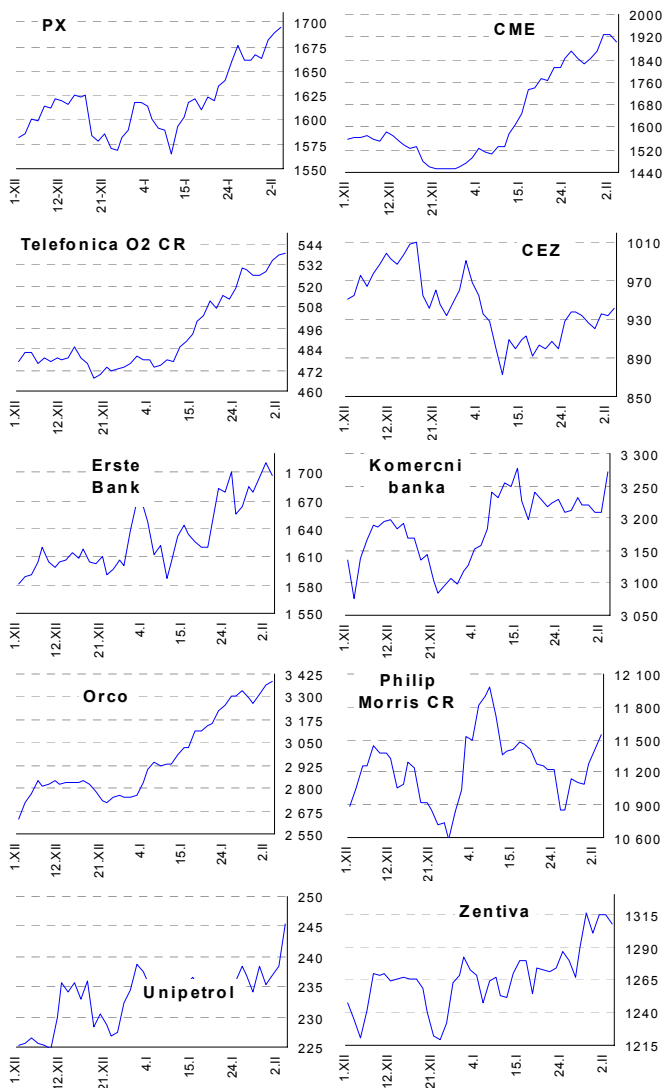 PX
1700
1675
1650
1625
1600
1575
1550
1-XII
12-XII
21-XII
4-I
15-I
24-I
2-II
CME
2000
1920
1840
1760
1680
1600
1520
1440
1.XII
12.XII
21.XII
4.I
15.I
24.I
2.II
Telefonica O2 CR
544
532
520
508
496
484
472
460
1.XII
12.XII
21.XII
4.I
15.I
24.I
2.II
CEZ
1010
970
930
890
850
1.XII
12.XII
21.XII
4.I
15.I
24.I
2.II
Erste
Bank
1 700
1 670
1 640
1 610
1 580
1 550
1.XII
12.XII
21.XII
4.I
15.I
24.I
2.II
Komercni
banka
3 300
3 250
3 200
3 150
3 100
3 050
1.XII
12.XII
21.XII
4.I
15.I
24.I
2.II
Orco
3 425
3 300
3 175
3 050
2 925
2 800
2 675
2 550
1.XII
12.XII
21.XII
4.I
15.I
24.I
2.II
Philip
Morris CR
12 100
11 800
11 500
11 200
10 900
10 600
1.XII
12.XII
21.XII
4.I
15.I
24.I
2.II
Unipetrol
250
245
240
235
230
225
1.XII
12.XII
21.XII
4.I
15.I
24.I
2.II
Zentiva
1315
1290
1265
1240
1215
1.XII
12.XII
21.XII
4.I
15.I
24.I
2.II